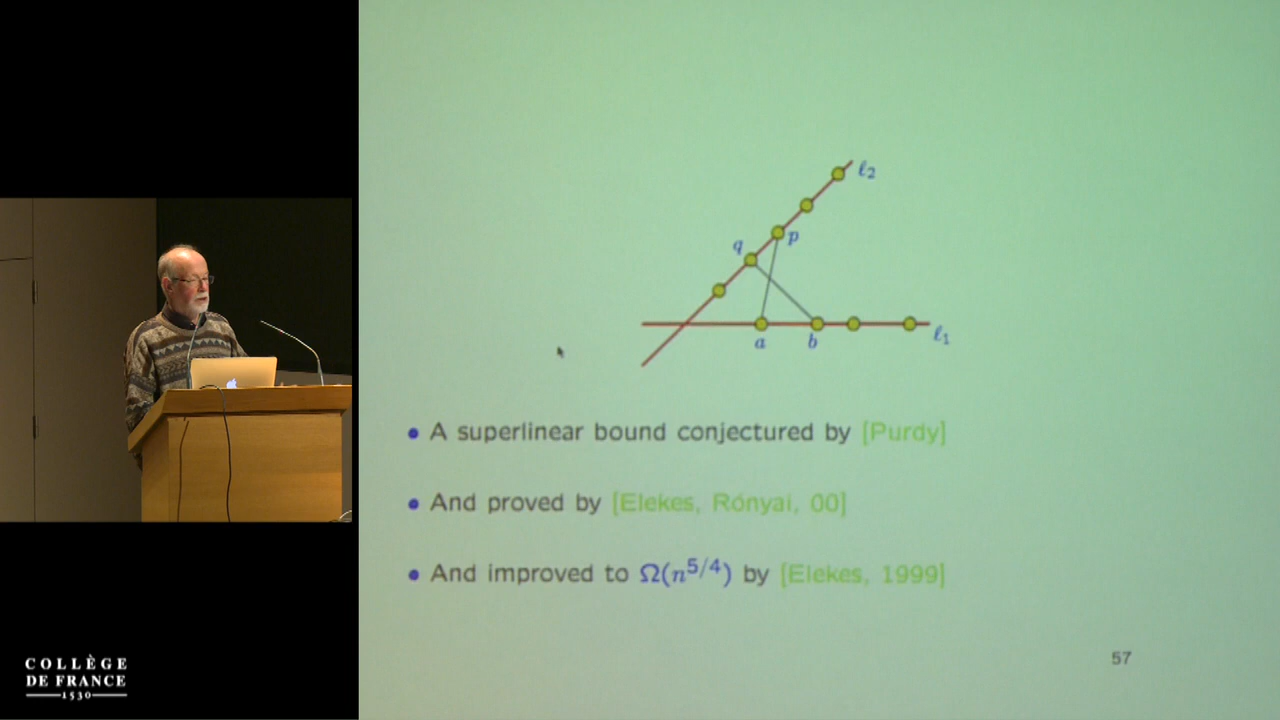 ℓ₂
q
p
a
b
ℓ₁
• A superlinear bound conjectured by [Purdy]
• And proved by [Elekes, Rónyai, 00]
• And improved to Ω(n^{5/4}) by [Elekes, 1999]
57
COLLÈGE
DE FRANCE
1530